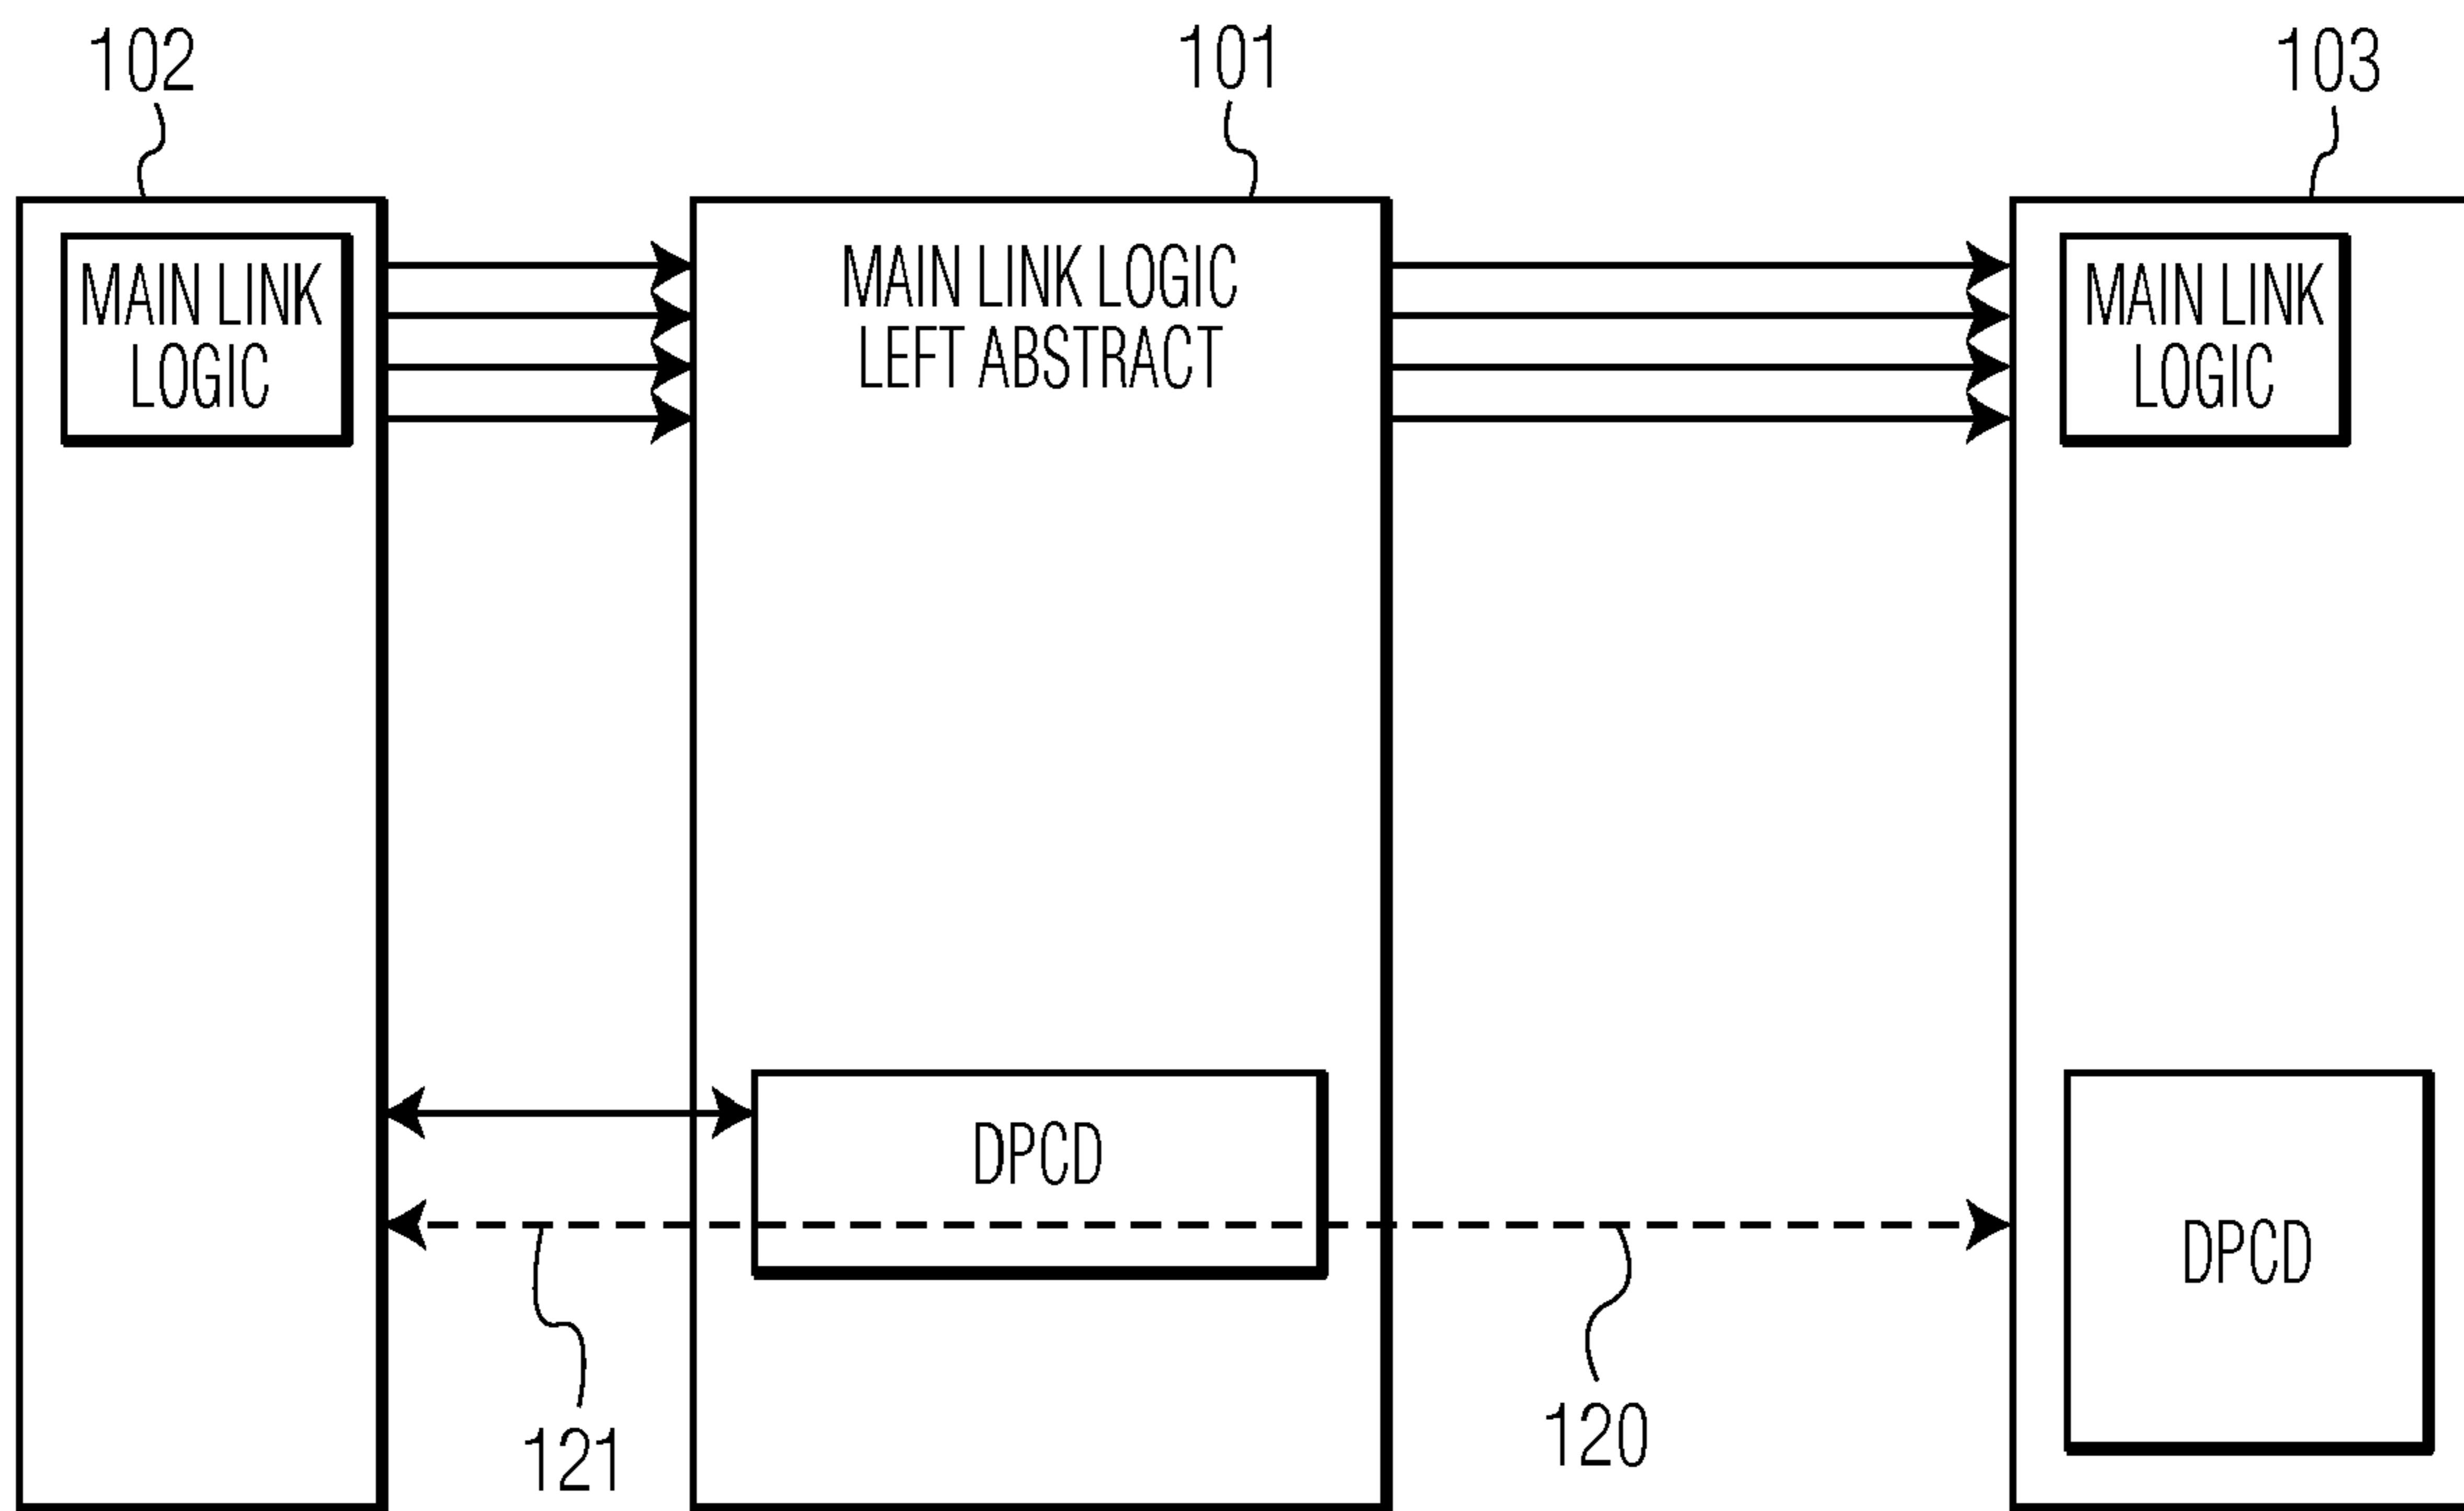 102
101
103
MAIN LINK
LOGIC
MAIN LINK LOGIC
LEFT ABSTRACT
MAIN LINK
LOGIC
DPCD
DPCD
121
120